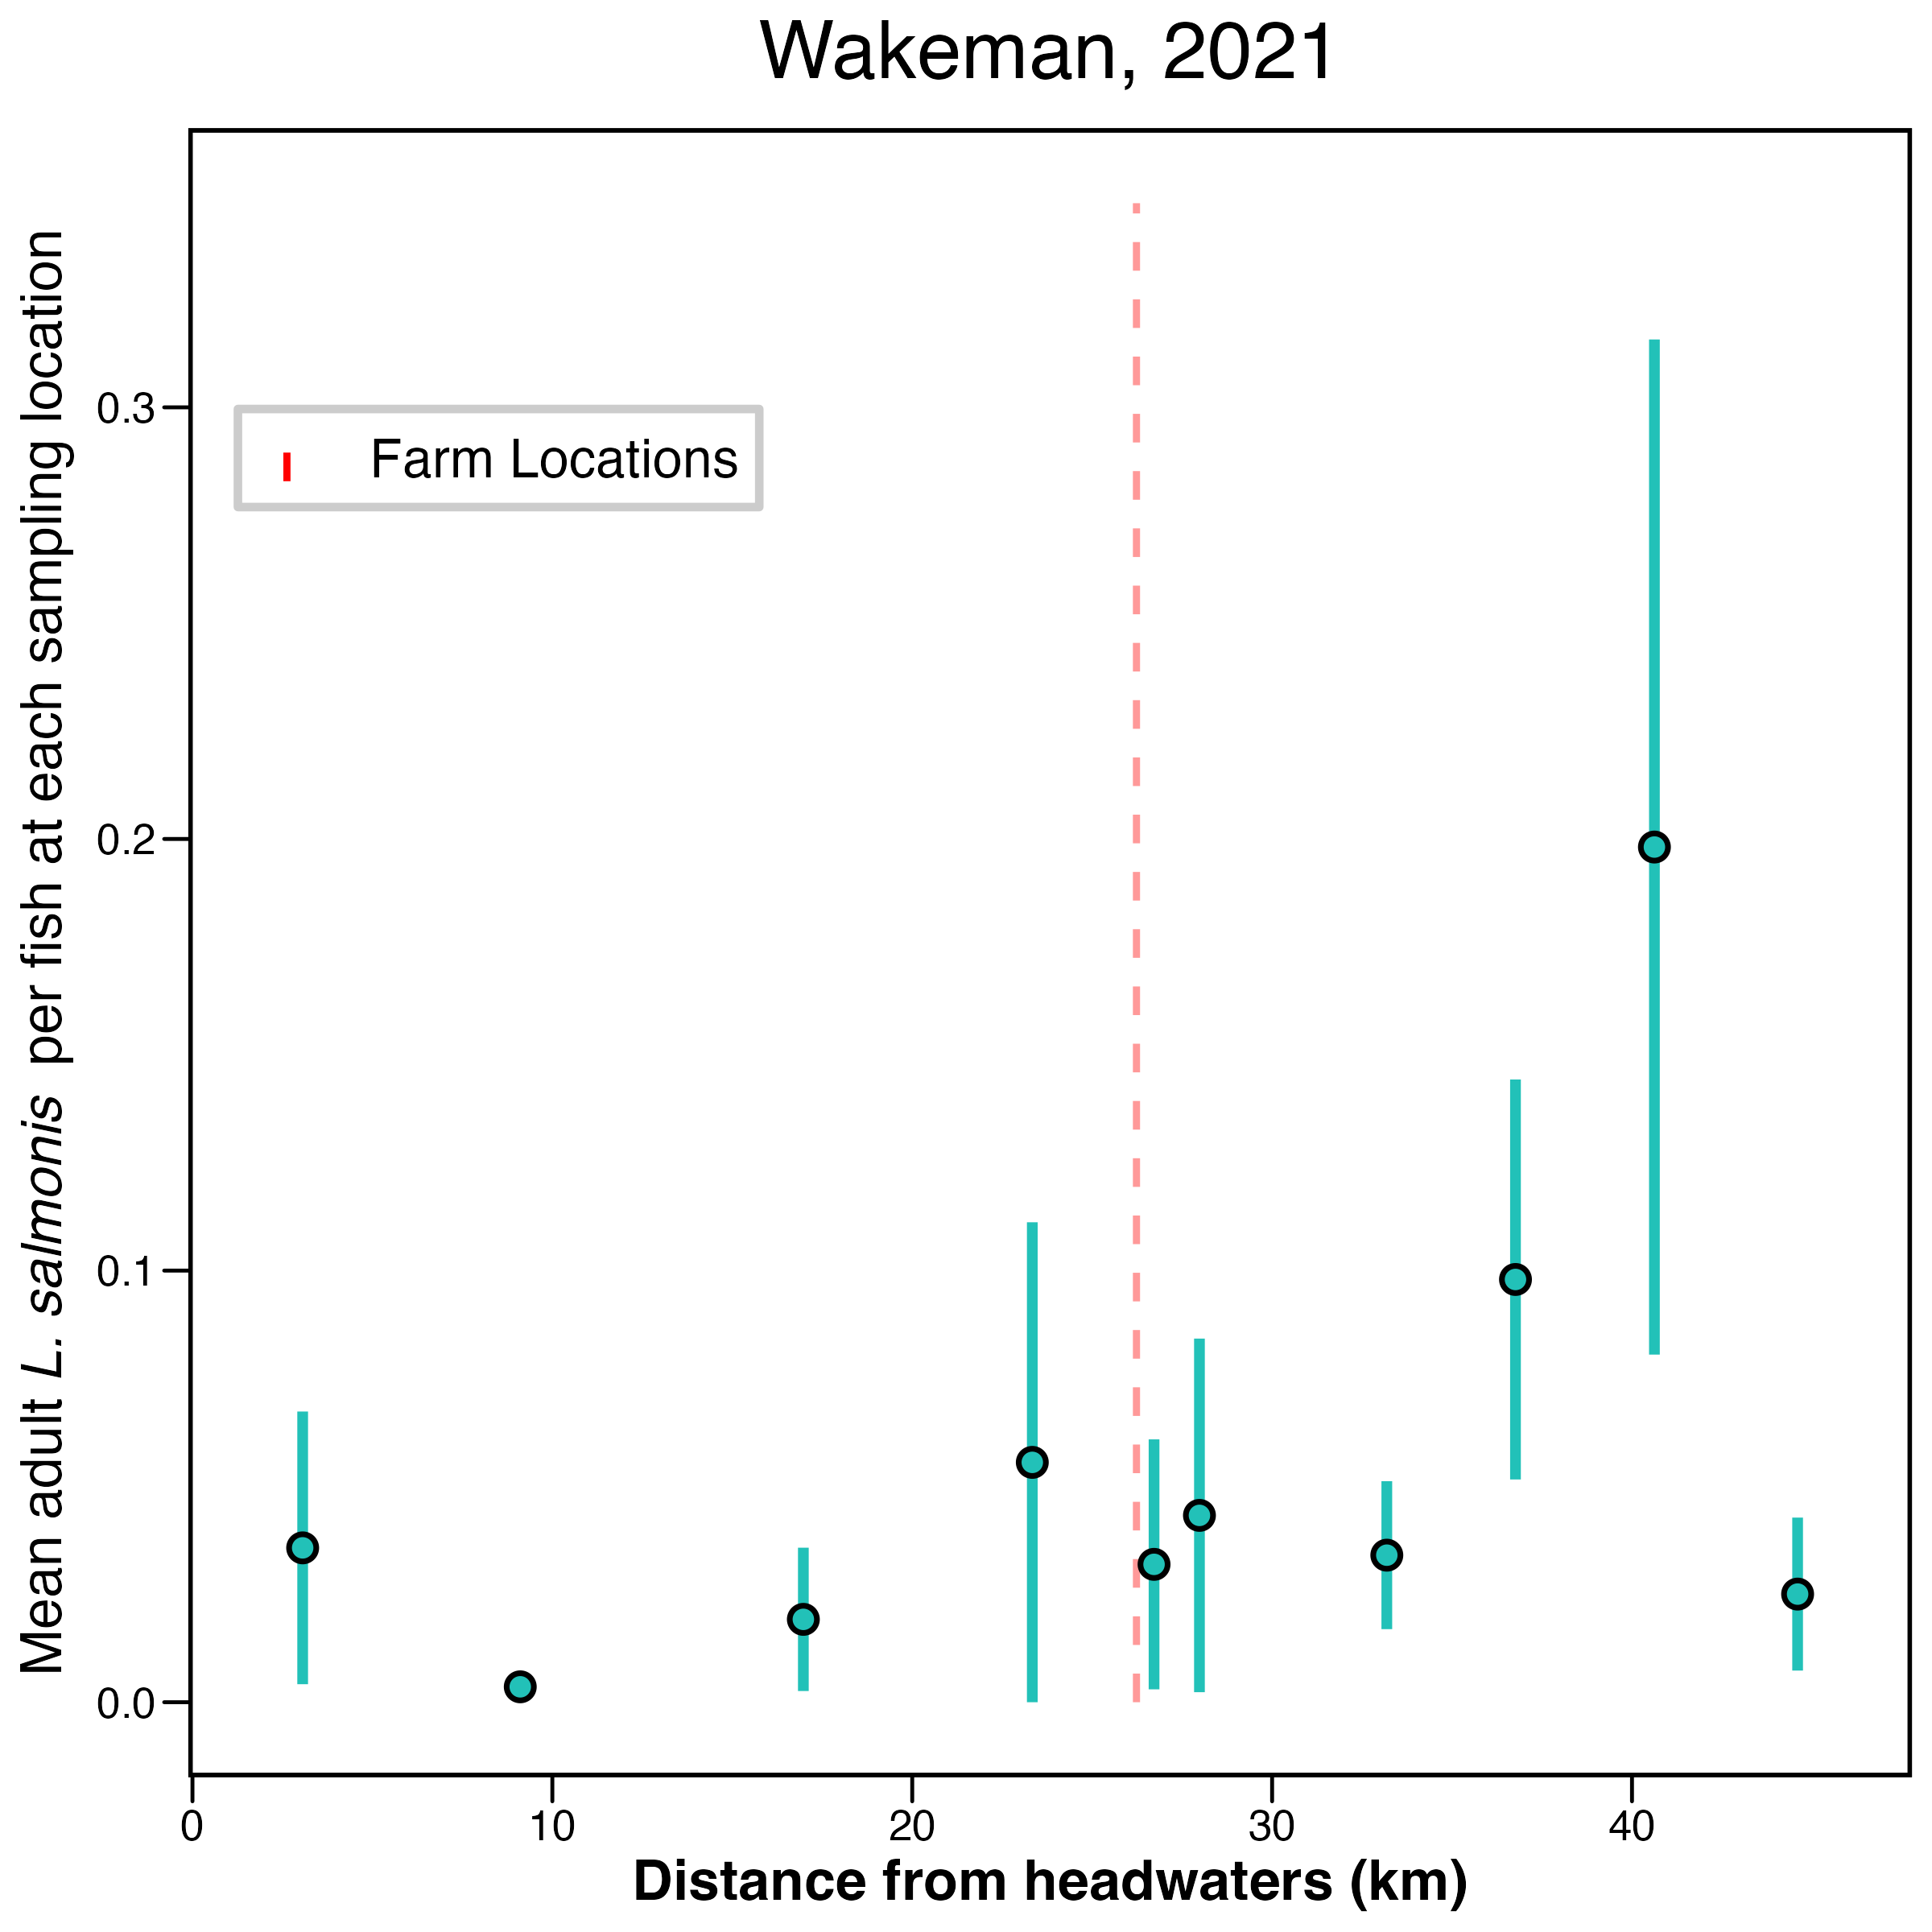 Wakeman, 2021
Mean adult L. salmonis per fish at each sampling location
0.3
0.2
0.1
0.0
Farm Locations
0 10 20 30 40
Distance from headwaters (km)